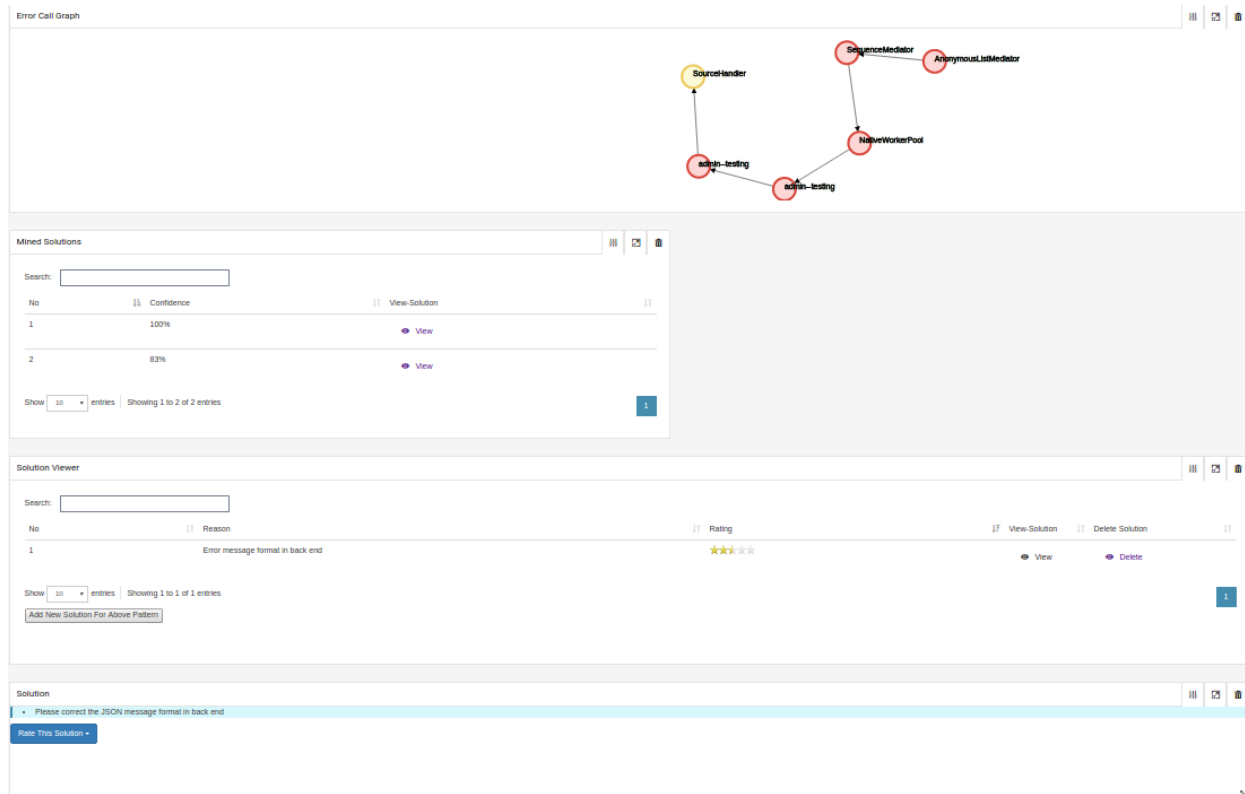 Error Call Graph
SequenceMediator
AnonymousListMediator
SourceHandler
NativeWorkerPool
admin--testing
admin--testing
Mined Solutions
Search:
No Confidence View-Solution
1 100% View
2 83% View
Show 10 entries Showing 1 to 2 of 2 entries 1
Solution Viewer
Search:
No Reason Rating View-Solution Delete Solution
1 Error message format in back end View Delete
Show 10 entries Showing 1 to 1 of 1 entries 1
Add New Solution For Above Pattern
Solution
• Please correct the JSON message format in back end
Rate This Solution